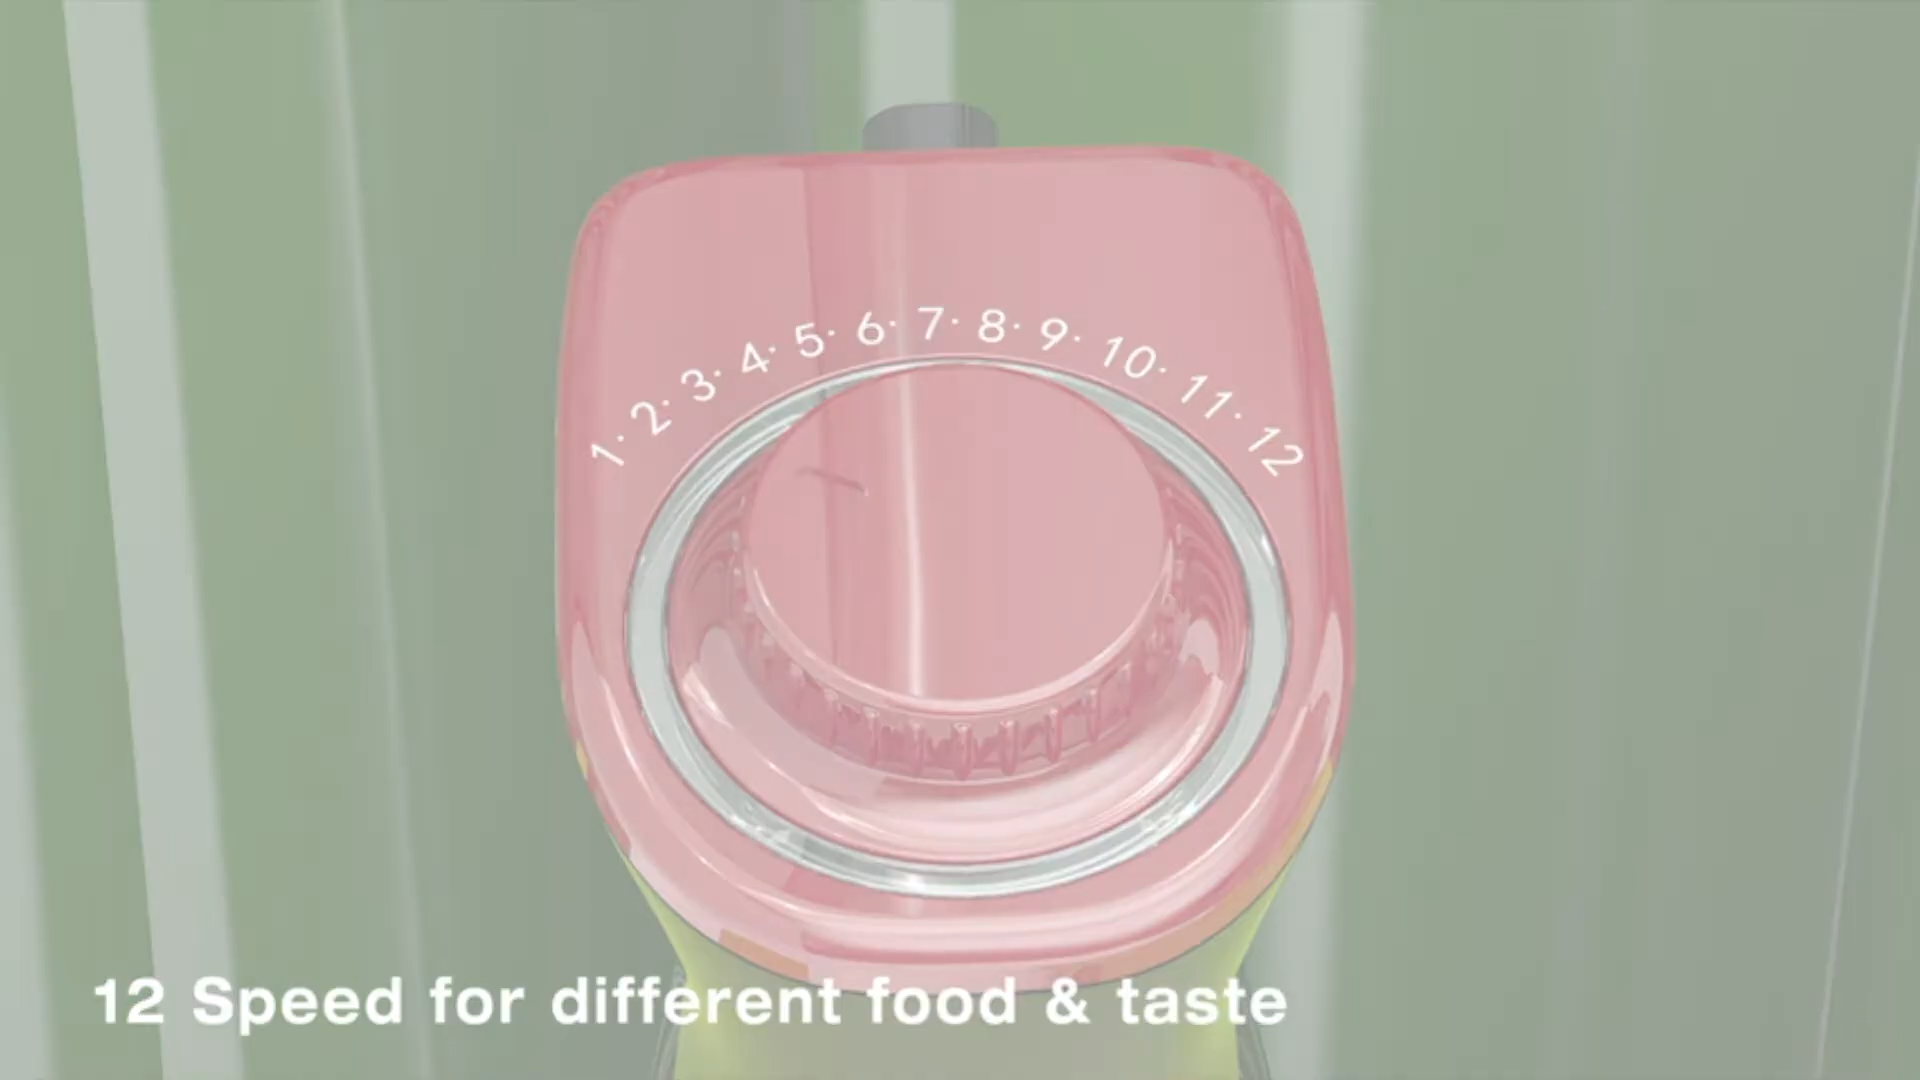 1· 2· 3· 4· 5· 6· 7· 8· 9· 10· 11· 12
12 Speed for different food & taste